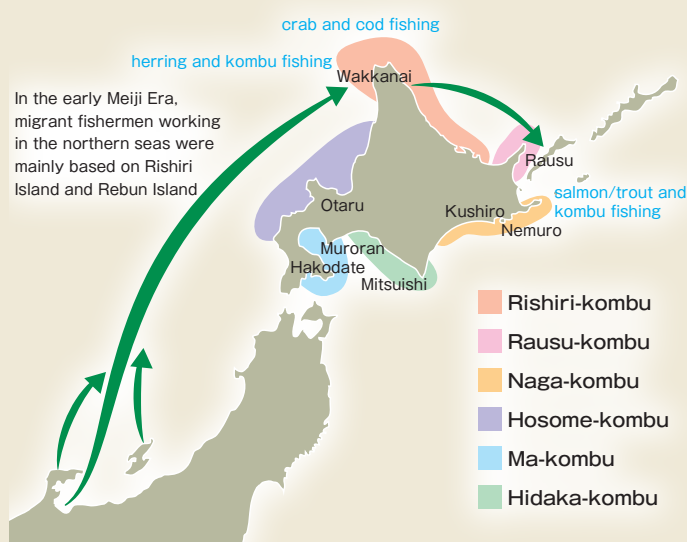 crab and cod fishing
herring and kombu fishing
Wakkanai
In the early Meiji Era,
migrant fishermen working
in the northern seas were
mainly based on Rishiri
Island and Rebun Island
Rausu
salmon/trout and
kombu fishing
Otaru
Kushiro
Nemuro
Muroran
Hakodate
Mitsuishi
Rishiri-kombu
Rausu-kombu
Naga-kombu
Hosome-kombu
Ma-kombu
Hidaka-kombu